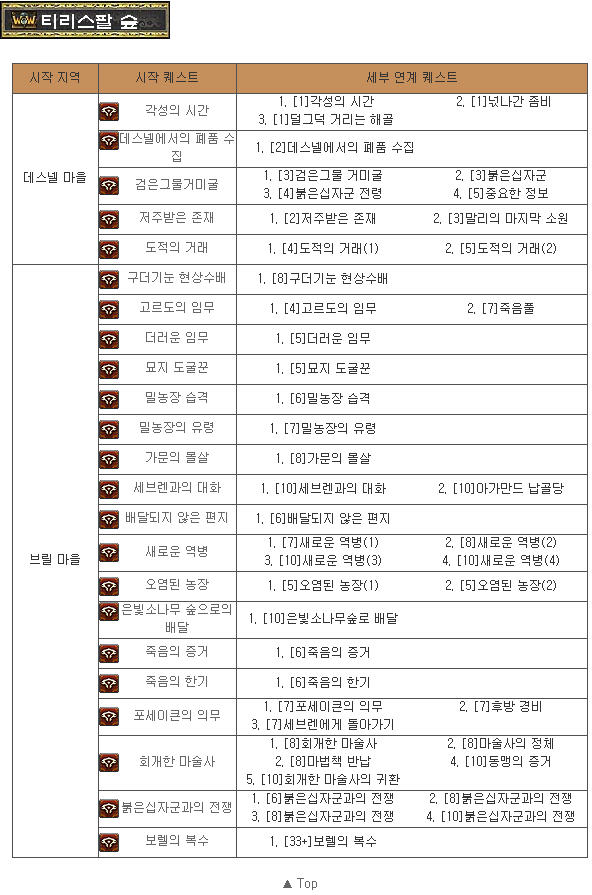 WoW 티리스팔 숲
시작 지역 시작 퀘스트 세부 연계 퀘스트
데스넬 마을
각성의 시간 1. [1]각성의 시간 2. [1]넋나간 좀비
3. [1]덜그덕 거리는 해골
데스넬에서의 폐품 수
집 1. [2]데스넬에서의 폐품 수집
검은그물거미굴 1. [3]검은그물 거미굴 2. [3]붉은십자군
3. [4]붉은십자군 전령 4. [5]중요한 정보
저주받은 존재 1. [2]저주받은 존재 2. [3]말리의 마지막 소원
도적의 거래 1. [4]도적의 거래(1) 2. [5]도적의 거래(2)
브릴 마을
구더기눈 현상수배 1. [8]구더기눈 현상수배
고르도의 임무 1. [4]고르도의 임무 2. [7]죽음풀
더러운 임무 1. [5]더러운 임무
묘지 도굴꾼 1. [5]묘지 도굴꾼
밀농장 습격 1. [6]밀농장 습격
밀농장의 유령 1. [7]밀농장의 유령
가문의 몰살 1. [8]가문의 몰살
세브렌과의 대화 1. [10]세브렌과의 대화 2. [10]아가만드 납골당
배달되지 않은 편지 1. [6]배달되지 않은 편지
새로운 역병 1. [7]새로운 역병(1) 2. [8]새로운 역병(2)
3. [10]새로운 역병(3) 4. [10]새로운 역병(4)
오염된 농장 1. [5]오염된 농장(1) 2. [5]오염된 농장(2)
은빛소나무 숲으로의
배달 1. [10]은빛소나무숲로 배달
죽음의 증거 1. [6]죽음의 증거
죽음의 한기 1. [6]죽음의 한기
포세이큰의 의무 1. [7]포세이큰의 의무 2. [7]후방 경비
3. [7]세브렌에게 돌아가기
회개한 마술사 1. [8]회개한 마술사 2. [8]마술사의 정체
2. [8]마법책 반납 4. [10]동맹의 증거
5. [10]회개한 마술사의 귀환
붉은십자군과의 전쟁 1. [6]붉은십자군과의 전쟁 2. [8]붉은십자군과의 전쟁
3. [8]붉은십자군과의 전쟁 4. [10]붉은십자군과의 전쟁
보렐의 복수 1. [33+]보렐의 복수
▲ Top